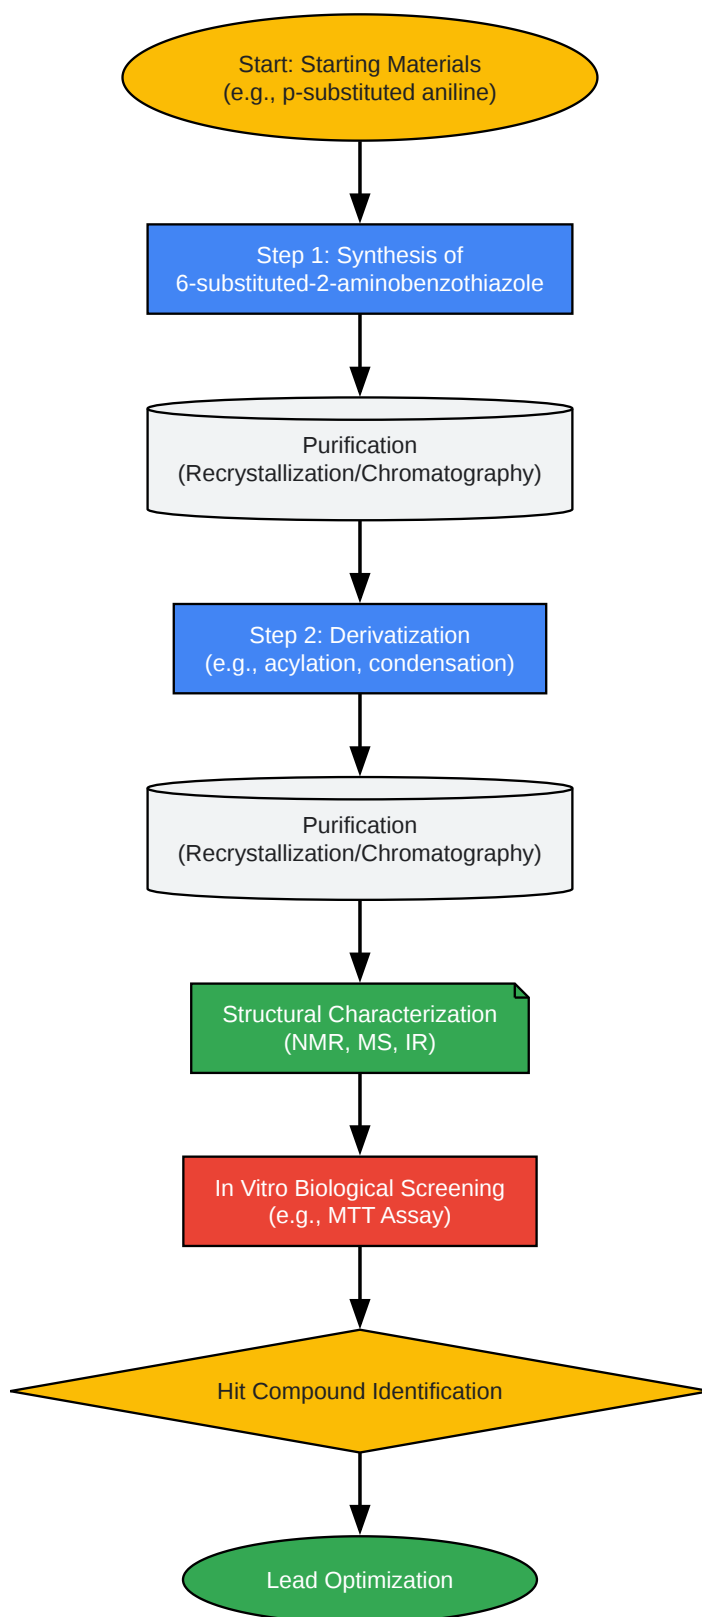 Start: Starting Materials
(e.g., p-substituted aniline)
Step 1: Synthesis of
6-substituted-2-aminobenzothiazole
Purification
(Recrystallization/Chromatography)
Step 2: Derivatization
(e.g., acylation, condensation)
Purification
(Recrystallization/Chromatography)
Structural Characterization
(NMR, MS, IR)
In Vitro Biological Screening
(e.g., MTT Assay)
Hit Compound Identification
Lead Optimization